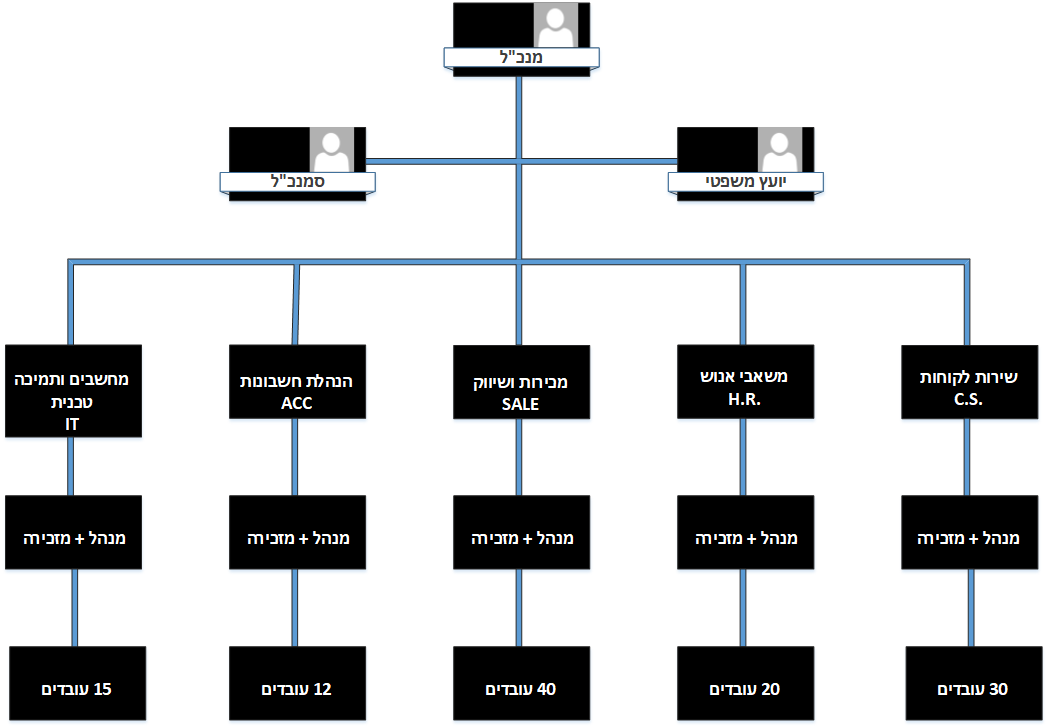 מנכ"ל
יועץ משפטי
סמנכ"ל
שירות לקוחות
C.S.
משאבי אנוש
H.R.
מכירות ושיווק
SALE
הנהלת חשבונות
ACC
מחשבים ותמיכה
טכנית
IT
מנהל + מזכירה
מנהל + מזכירה
מנהל + מזכירה
מנהל + מזכירה
מנהל + מזכירה
30 עובדים
20 עובדים
40 עובדים
12 עובדים
15 עובדים